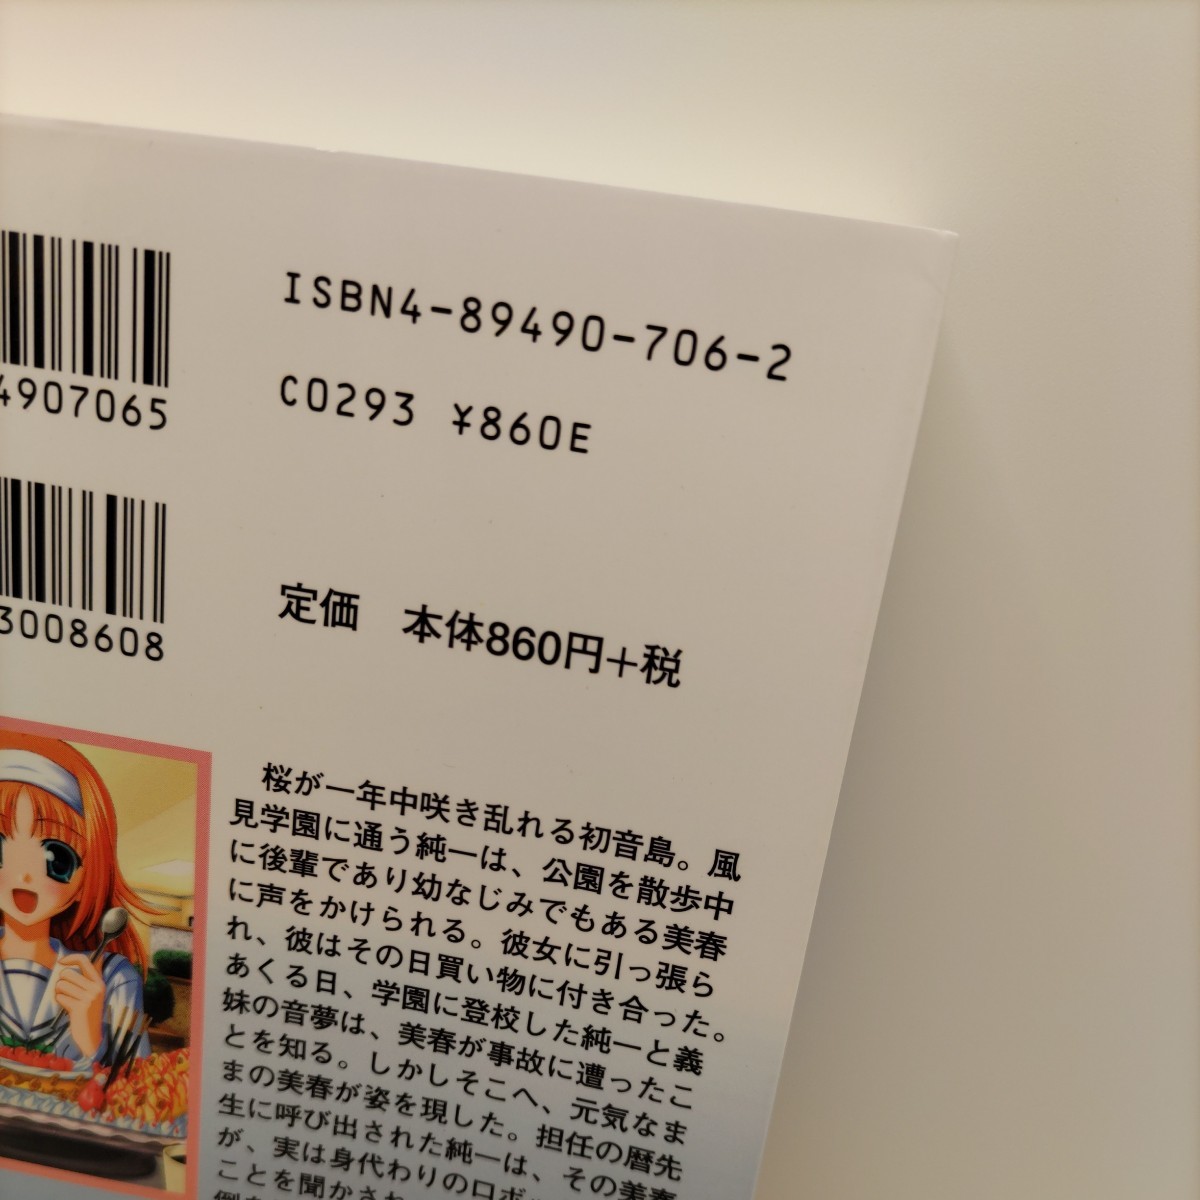 ISBN4-89490-706-2
C0293 ¥860E
4907065
3008608
定価　本体860円+税
桜が一年中咲き乱れる初音島。風
見学園に通う純一は、公園を散歩中
に後輩であり幼なじみでもある美春
に声をかけられる。彼女に引っ張ら
れ、彼はその日買い物に付き合った。
あくる日、学園に登校した純一と義
妹の音夢は、美春が事故に遭ったこ
とを知る。しかしそこへ、元気なま
まの美春が姿を現した。担任の暦先
生に呼び出された純一は、その美春
が、実は身代わりのロボ
ことを聞かされ